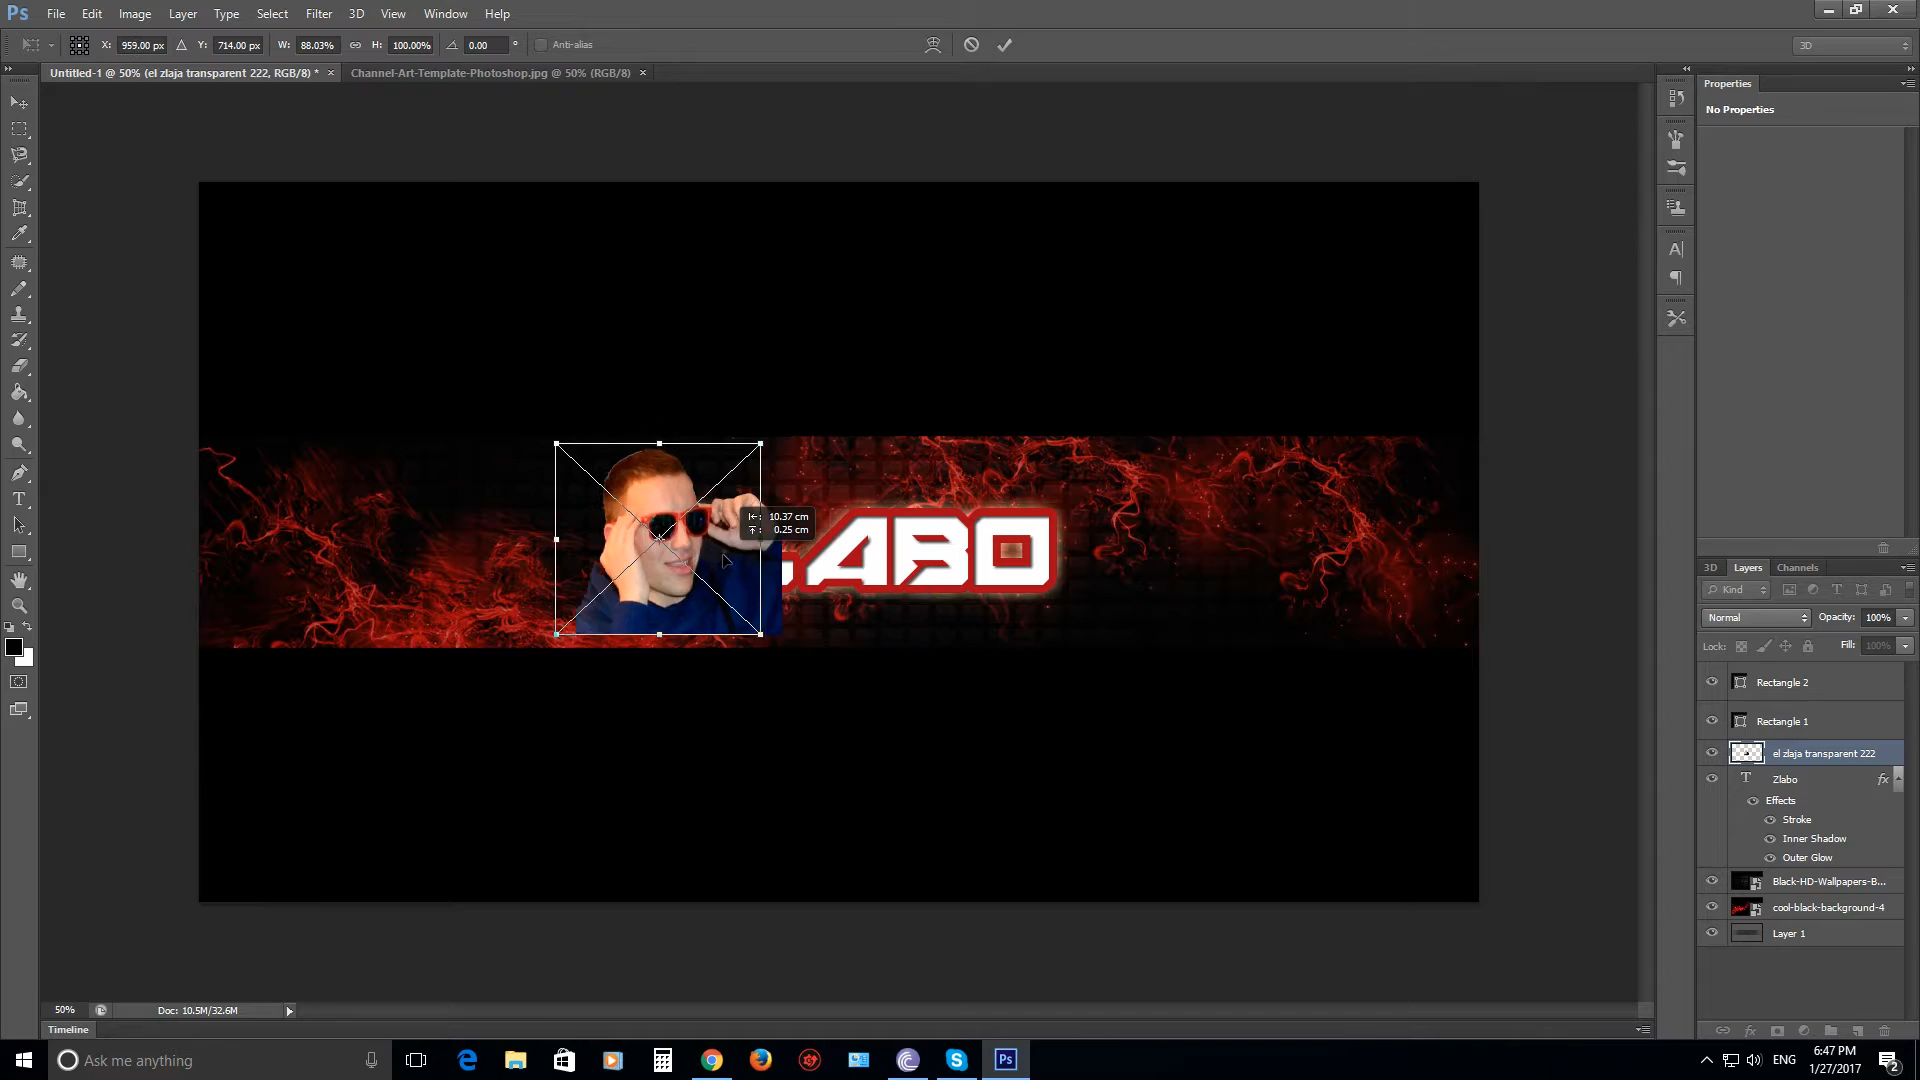 Ps File Edit Image Layer Type Select Filter 3D View Window Help
X: 959.00 px Y: 714.00 px W: 88.03% H: 100.00% 0.00 ° Anti-alias 3D
Untitled-1 @ 50% (el zlaja transparent 222, RGB/8) * × Channel-Art-Template-Photoshop.jpg @ 50% (RGB/8) ×
Properties
No Properties
10.37 cm
0.25 cm
ABO
3D Layers Channels
Kind
Normal Opacity: 100%
Lock: Fill: 100%
Rectangle 2
Rectangle 1
el zlaja transparent 222
T Zlabo fx
Effects
Stroke
Inner Shadow
Outer Glow
Black-HD-Wallpapers-B...
cool-black-background-4
Layer 1
50% Doc: 10.5M/32.6M
Timeline
Ask me anything
Ps
ENG
6:47 PM
1/27/2017
2